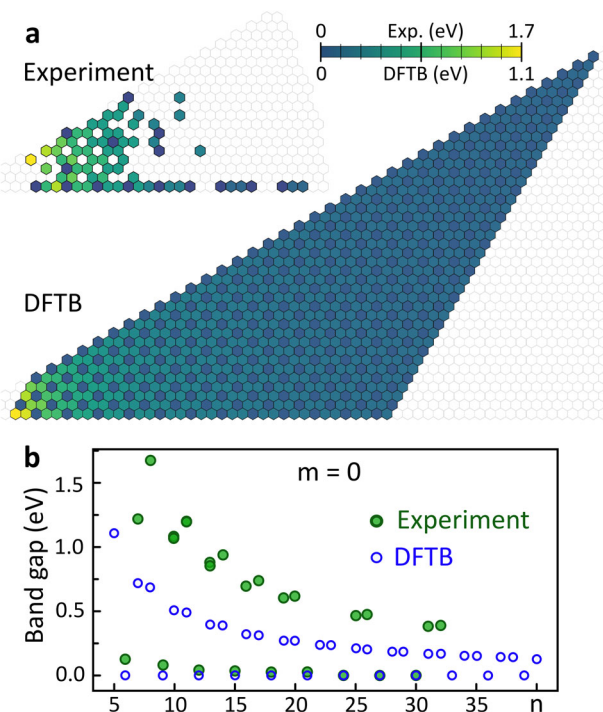 a
0 Exp. (eV) 1.7
0 DFTB (eV) 1.1
Experiment
DFTB
b
m = 0
Experiment
DFTB
Band gap (eV)
1.5
1.0
0.5
0.0
5 10 15 20 25 30 35 n